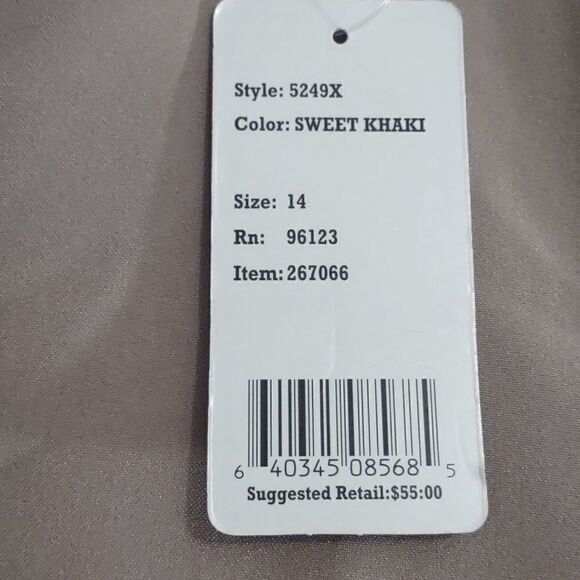 Style: 5249X
Color: SWEET KHAKI
Size: 14
Rn: 96123
Item: 267066
6 40345 08568 5
Suggested Retail:$55:00